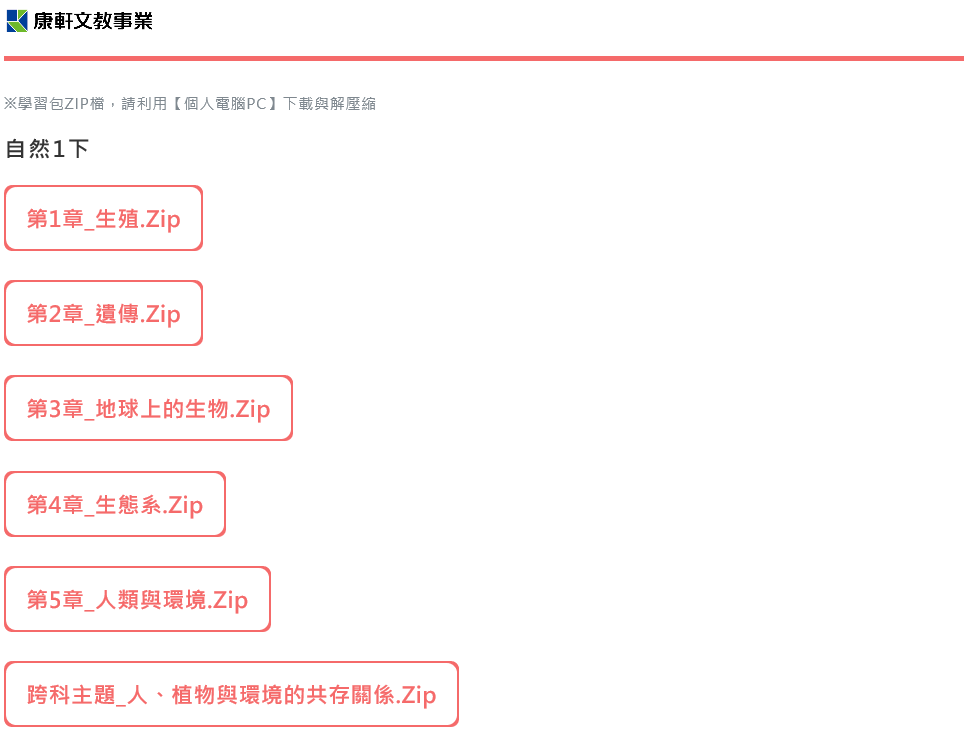 康軒文教事業
※學習包ZIP檔，請利用【個人電腦PC】下載與解壓縮
自然1下
第1章_生殖.Zip
第2章_遺傳.Zip
第3章_地球上的生物.Zip
第4章_生態系.Zip
第5章_人類與環境.Zip
跨科主題_人、植物與環境的共存關係.Zip